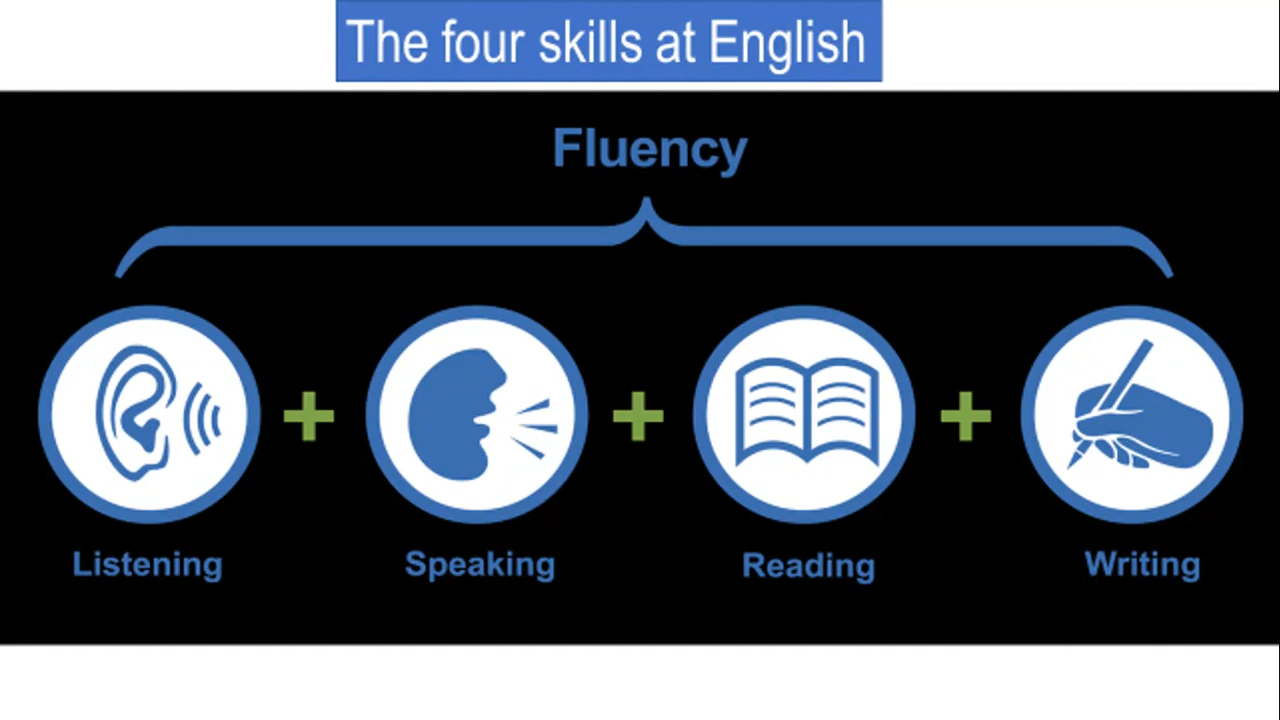 The four skills at English
Fluency
Listening
Speaking
Reading
Writing